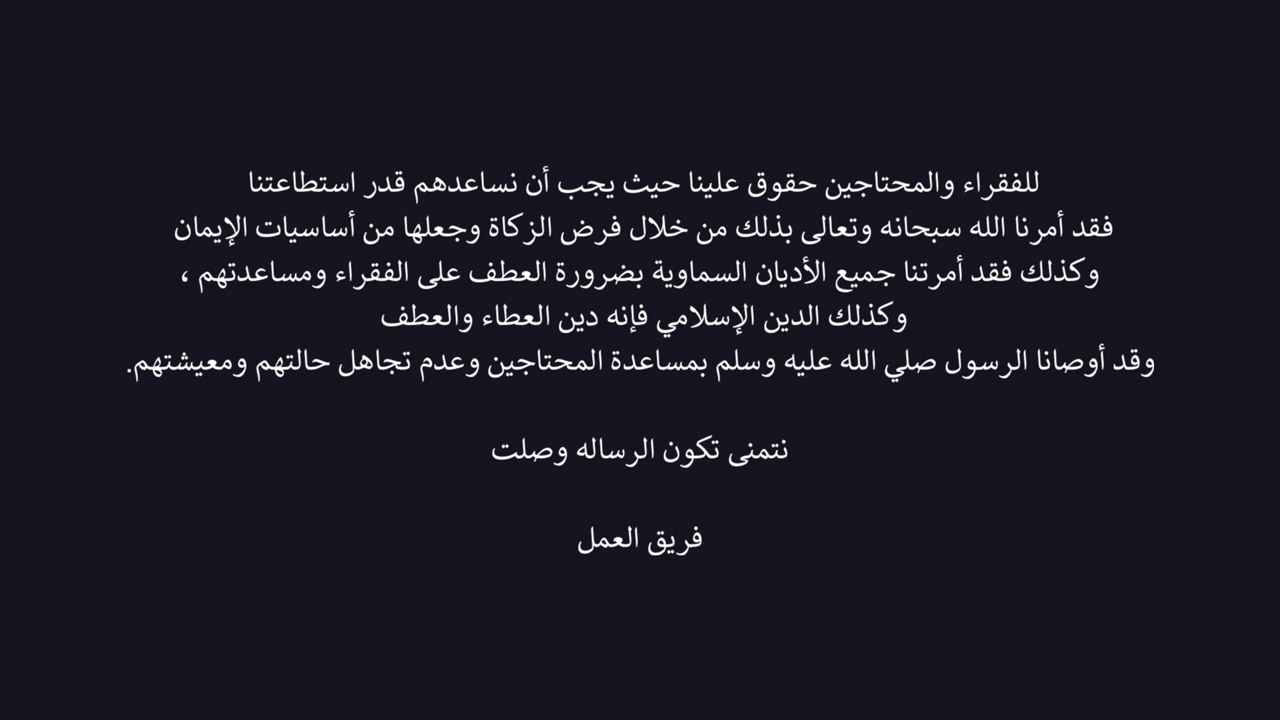 للفقراء والمحتاجين حقوق علينا حيث يجب أن نساعدهم قدر استطاعتنا
فقد أمرنا الله سبحانه وتعالى بذلك من خلال فرض الزكاة وجعلها من أساسيات الإيمان
وكذلك فقد أمرتنا جميع الأديان السماوية بضرورة العطف على الفقراء ومساعدتهم ،
وكذلك الدين الإسلامي فإنه دين العطاء والعطف
وقد أوصانا الرسول صلي الله عليه وسلم بمساعدة المحتاجين وعدم تجاهل حالتهم ومعيشتهم.
نتمنى تكون الرساله وصلت
فريق العمل